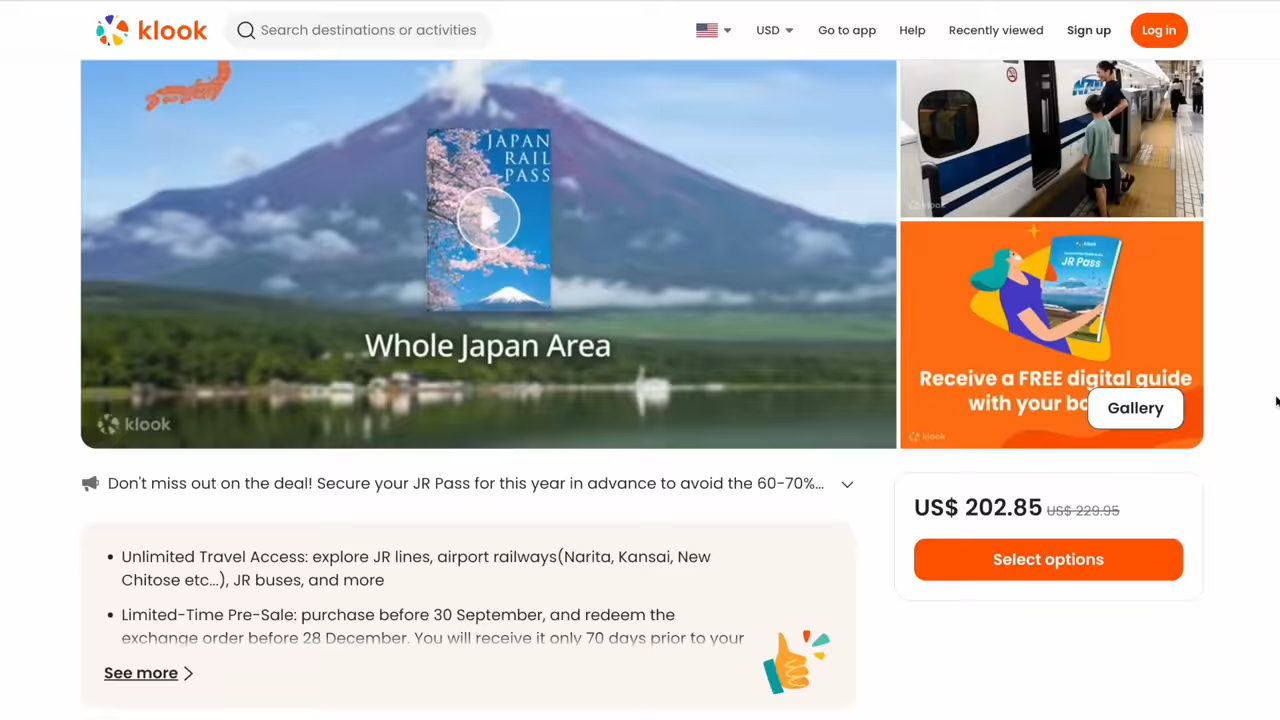 klook
Search destinations or activities
USD
Go to app
Help
Recently viewed
Sign up
Log in
JAPAN
RAIL
PASS
Whole Japan Area
klook
N700
klook
klook
JR Pass
Receive a FREE digital guide
with your bo
Gallery
klook
Don't miss out on the deal! Secure your JR Pass for this year in advance to avoid the 60-70%...
US$ 202.85 US$ 229.95
Select options
• Unlimited Travel Access: explore JR lines, airport railways(Narita, Kansai, New
Chitose etc...), JR buses, and more
• Limited-Time Pre-Sale: purchase before 30 September, and redeem the
exchange order before 28 December. You will receive it only 70 days prior to your
See more